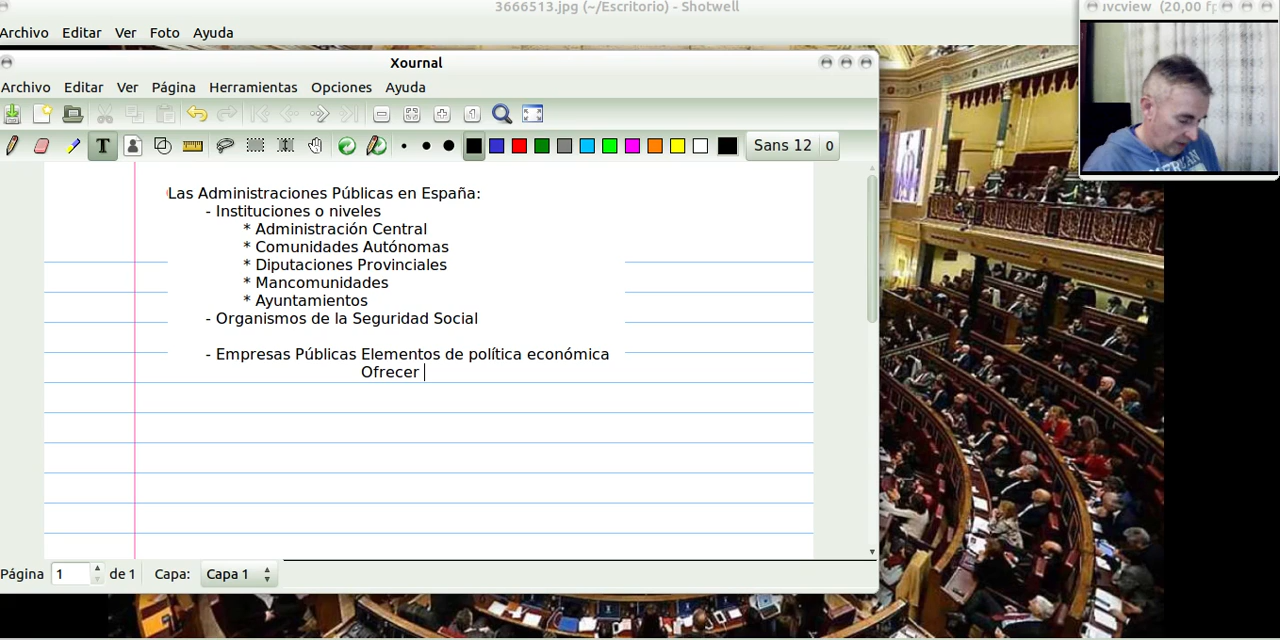 3666513.jpg (~/Escritorio) - Shotwell
Archivo Editar Ver Foto Ayuda
(20,00
Xournal
Archivo Editar Ver Página Herramientas Opciones Ayuda
T
Sans 12
Las Administraciones Públicas en España:
- Instituciones o niveles
* Administración Central
* Comunidades Autónomas
* Diputaciones Provinciales
* Mancomunidades
* Ayuntamientos
- Organismos de la Seguridad Social
- Empresas Públicas Elementos de política económica
Ofrecer
Página 1 de 1 Capa: Capa 1